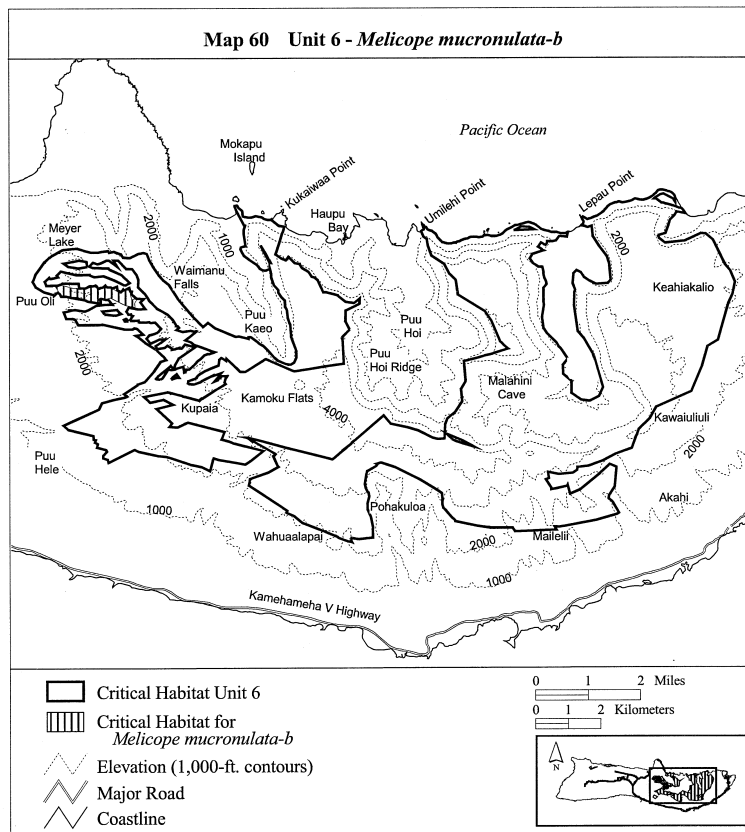 Map 60 Unit 6 - Melicope mucronulata-b
Pacific Ocean
Mokapu
Island
Kukaiwaa Point
Haupu
Bay
Umilehi Point
Lepau Point
Meyer
Lake
2000
1000
2000
Waimanu
Falls
Keahiakalio
Puu Oli
Puu
Kaeo
Puu
Hoi
Puu
Hoi Ridge
2000
Malahini
Cave
Kamoku Flats
Kupaia
4000
Kawaiuliuli
2000
Puu
Hele
1000
Pohakuloa
Akahi
Wahuaalapai
Mailelii
2000
1000
Kamehameha V Highway
Critical Habitat Unit 6
Critical Habitat for
Melicope mucronulata-b
Elevation (1,000-ft. contours)
Major Road
Coastline
0 1 2 Miles
0 1 2 Kilometers
N